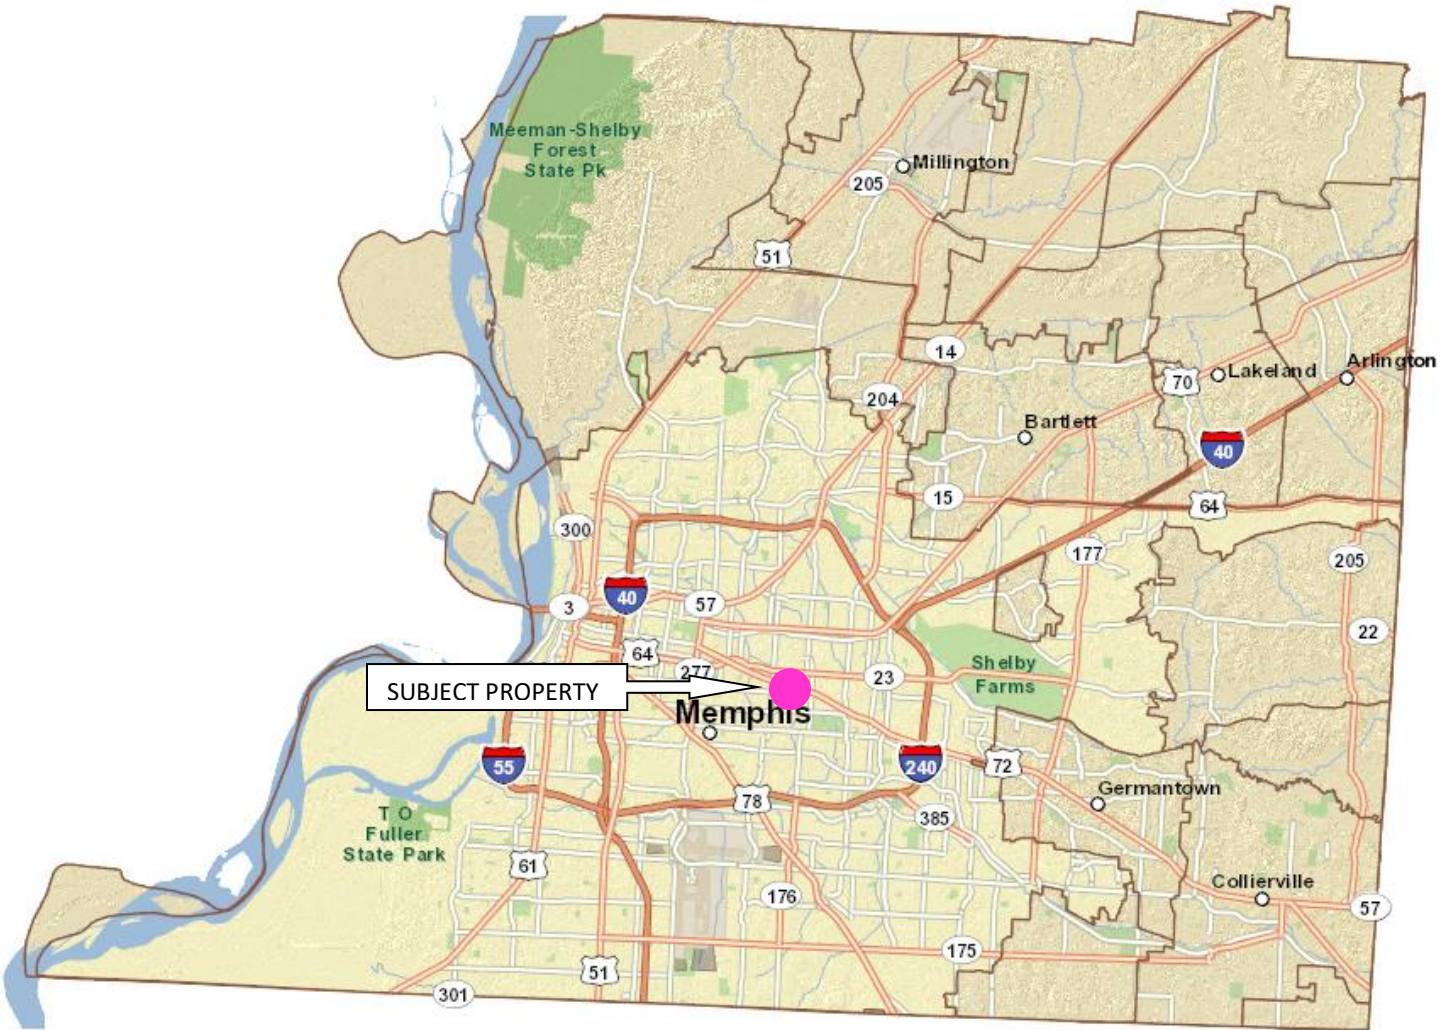 Meeman-Shelby
Forest
State Pk
Millington
205
51
14
Arlington
70
Lakeland
204
Bartlett
40
15
64
300
177
205
40
3
57
22
64
277
23
Shelby
Farms
SUBJECT PROPERTY
Memphis
55
240
72
78
Germantown
T O
Fuller
State Park
385
61
Collierville
176
57
175
51
301